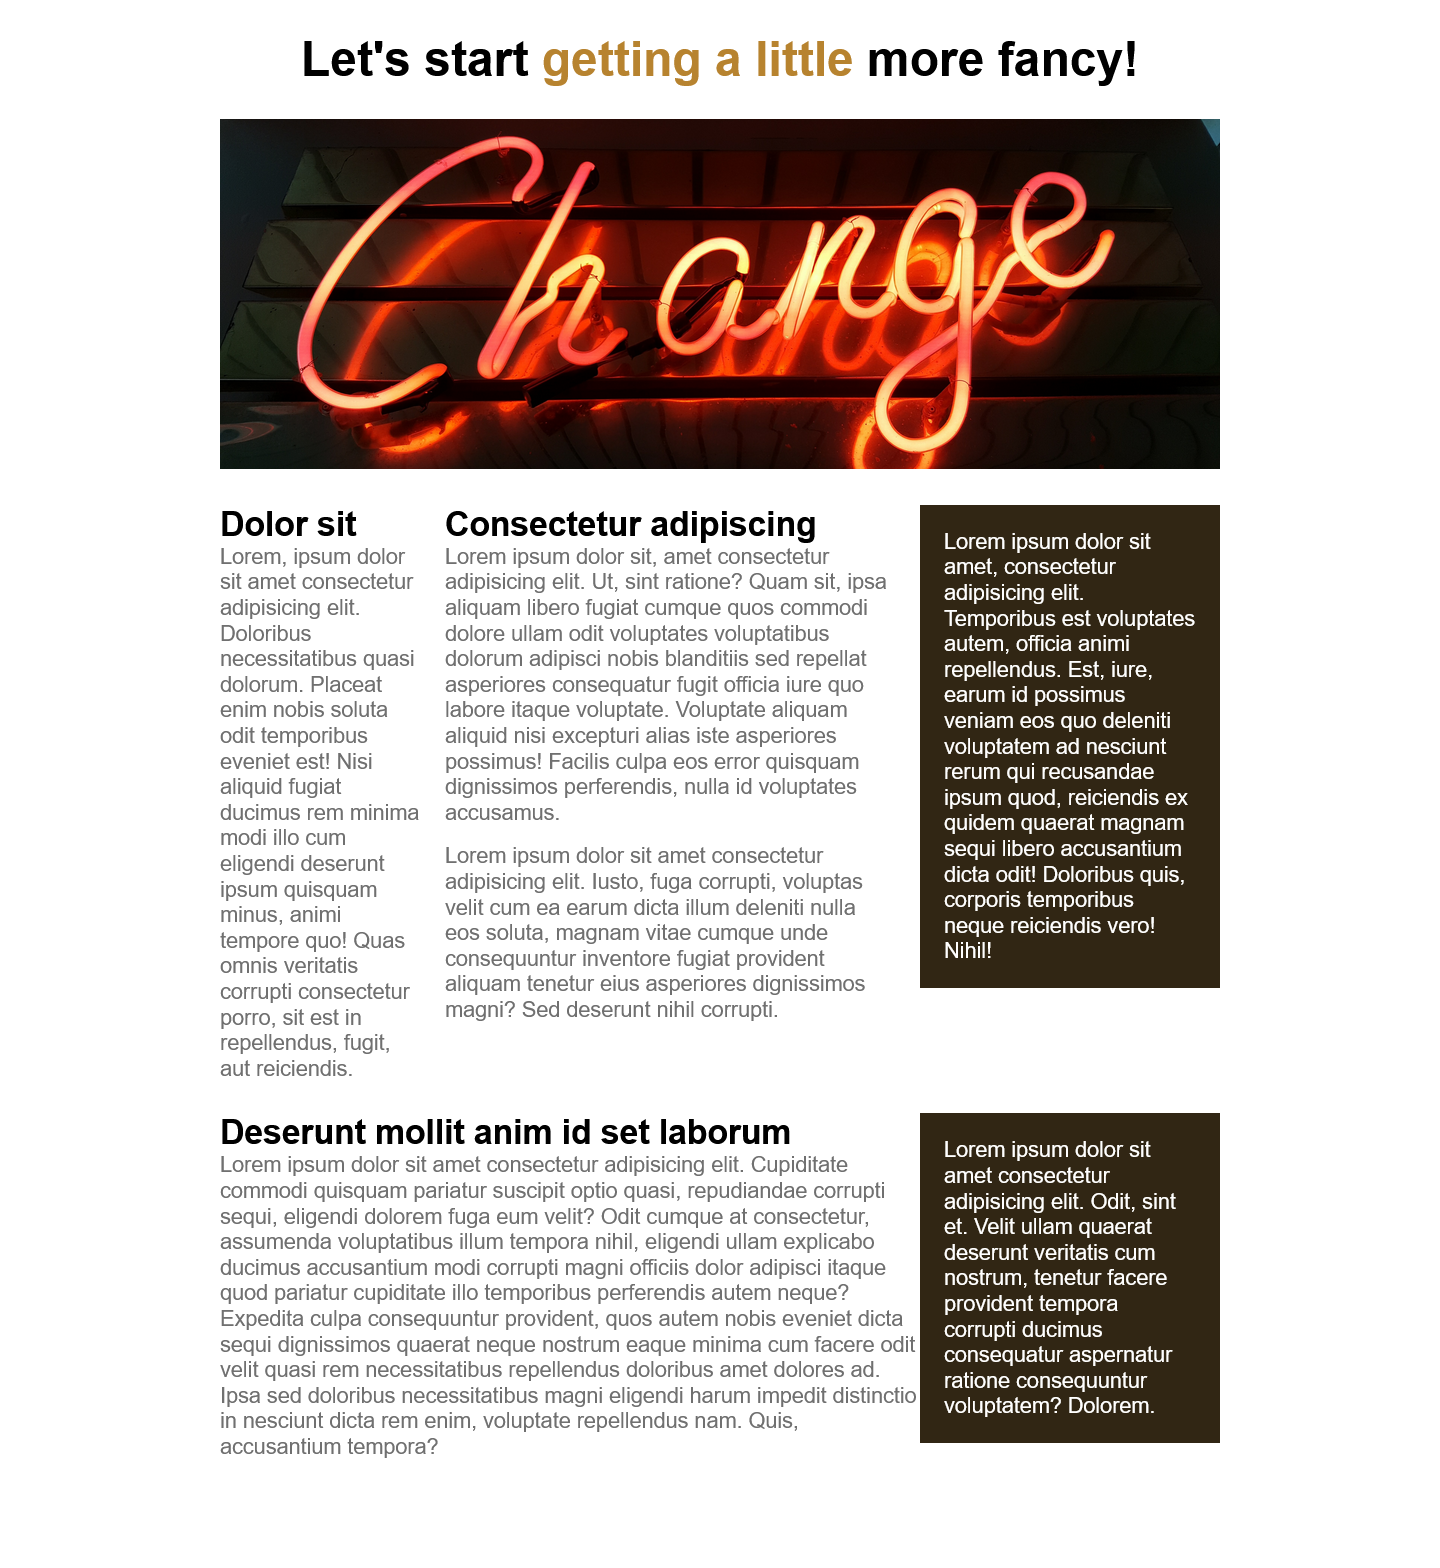 Let's start getting a little more fancy!
Change
Dolor sit
Lorem, ipsum dolor
sit amet consectetur
adipisicing elit.
Doloribus
necessitatibus quasi
dolorum. Placeat
enim nobis soluta
odit temporibus
eveniet est! Nisi
aliquid fugiat
ducimus rem minima
modi illo cum
eligendi deserunt
ipsum quisquam
minus, animi
tempore quo! Quas
omnis veritatis
corrupti consectetur
porro, sit est in
repellendus, fugit,
aut reiciendis.
Consectetur adipiscing
Lorem ipsum dolor sit, amet consectetur
adipisicing elit. Ut, sint ratione? Quam sit, ipsa
aliquam libero fugiat cumque quos commodi
dolore ullam odit voluptates voluptatibus
dolorum adipisci nobis blanditiis sed repellat
asperiores consequatur fugit officia iure quo
labore itaque voluptate. Voluptate aliquam
aliquid nisi excepturi alias iste asperiores
possimus! Facilis culpa eos error quisquam
dignissimos perferendis, nulla id voluptates
accusamus.
Lorem ipsum dolor sit amet consectetur
adipisicing elit. Iusto, fuga corrupti, voluptas
velit cum ea earum dicta illum deleniti nulla
eos soluta, magnam vitae cumque unde
consequuntur inventore fugiat provident
aliquam tenetur eius asperiores dignissimos
magni? Sed deserunt nihil corrupti.
Lorem ipsum dolor sit
amet, consectetur
adipisicing elit.
Temporibus est voluptates
autem, officia animi
repellendus. Est, iure,
earum id possimus
veniam eos quo deleniti
voluptatem ad nesciunt
rerum qui recusandae
ipsum quod, reiciendis ex
quidem quaerat magnam
sequi libero accusantium
dicta odit! Doloribus quis,
corporis temporibus
neque reiciendis vero!
Nihil!
Deserunt mollit anim id set laborum
Lorem ipsum dolor sit amet consectetur adipisicing elit. Cupiditate
commodi quisquam pariatur suscipit optio quasi, repudiandae corrupti
sequi, eligendi dolorem fuga eum velit? Odit cumque at consectetur,
assumenda voluptatibus illum tempora nihil, eligendi ullam explicabo
ducimus accusantium modi corrupti magni officiis dolor adipisci itaque
quod pariatur cupiditate illo temporibus perferendis autem neque?
Expedita culpa consequuntur provident, quos autem nobis eveniet dicta
sequi dignissimos quaerat neque nostrum eaque minima cum facere odit
velit quasi rem necessitatibus repellendus doloribus amet dolores ad.
Ipsa sed doloribus necessitatibus magni eligendi harum impedit distinctio
in nesciunt dicta rem enim, voluptate repellendus nam. Quis,
accusantium tempora?
Lorem ipsum dolor sit
amet consectetur
adipisicing elit. Odit, sint
et. Velit ullam quaerat
deserunt veritatis cum
nostrum, tenetur facere
provident tempora
corrupti ducimus
consequatur aspernatur
ratione consequuntur
voluptatem? Dolorem.